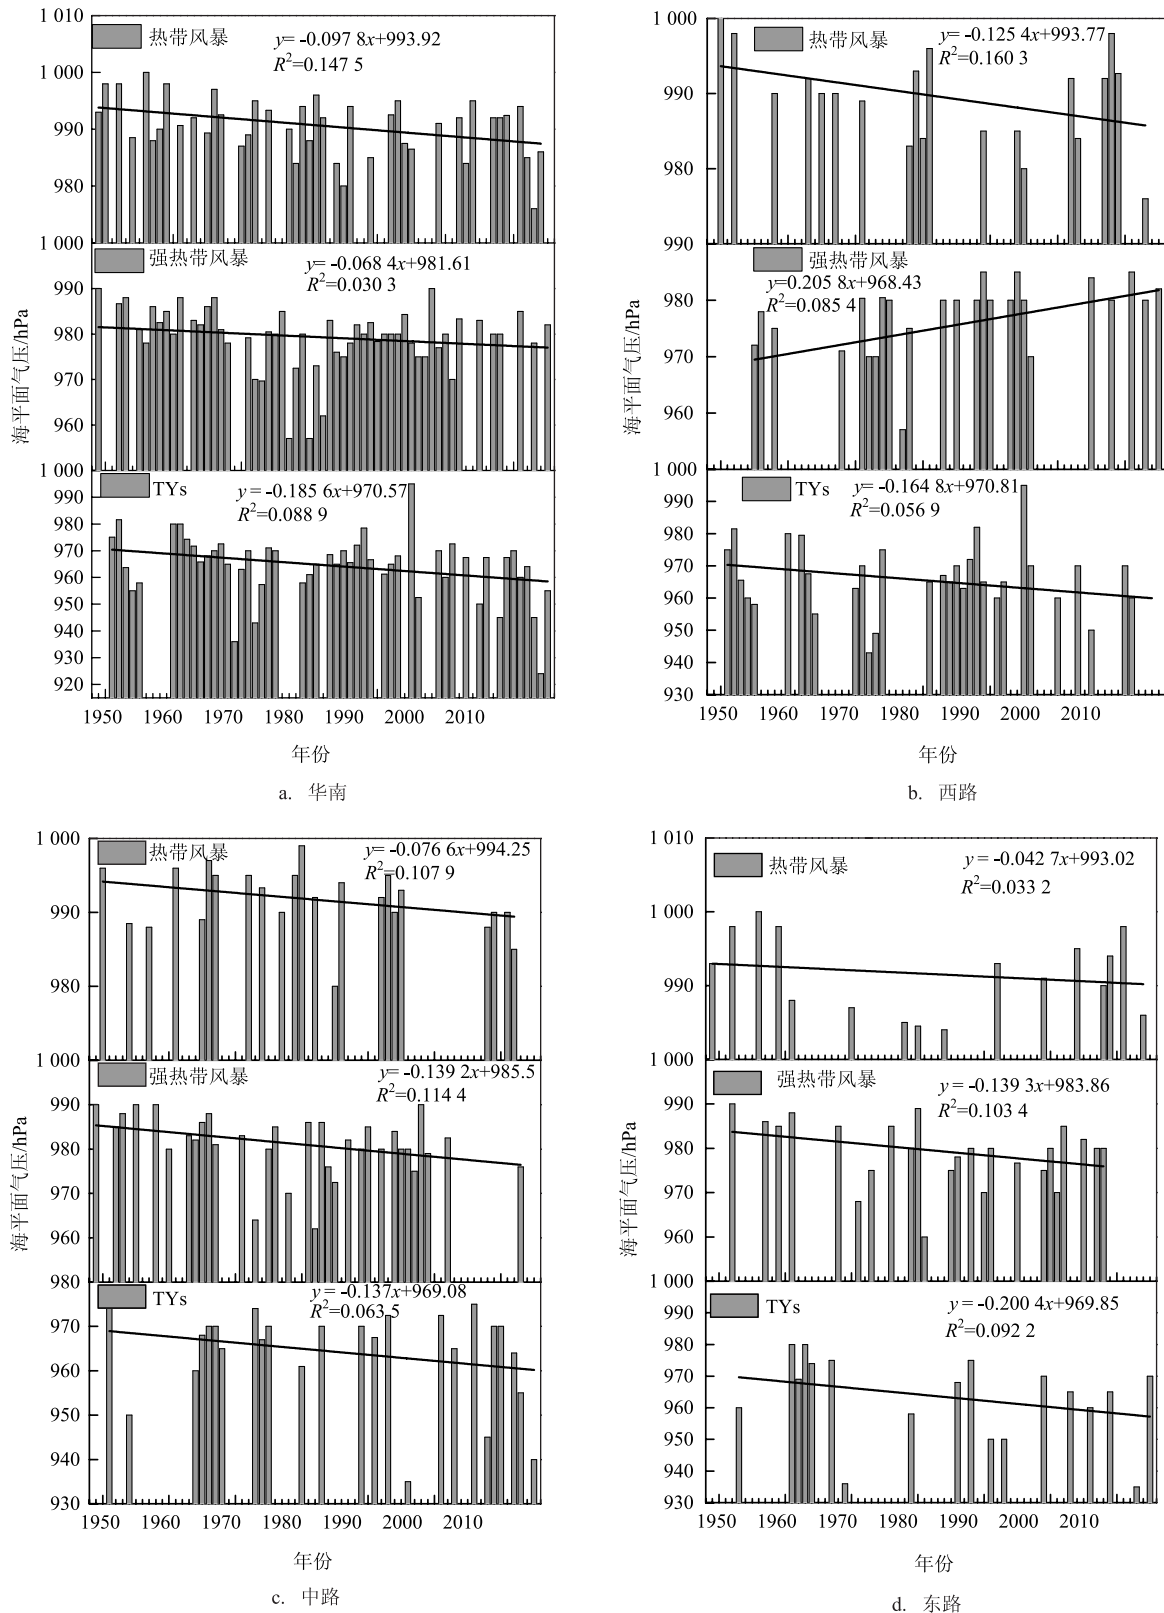 1 010
热带风暴
y= -0.097 8x+993.92
R²=0.147 5
1 000
990
980
1 000
强热带风暴
y= -0.068 4x+981.61
R²=0.030 3
990
980
970
960
1 000
TYs
y = -0.185 6x+970.57
R²=0.088 9
990
980
970
960
950
940
930
920
海平面气压/hPa
1950 1960 1970 1980 1990 2000 2010
年份
a. 华南
1 000
热带风暴
y = -0.125 4x+993.77
R²=0.160 3
990
980
990
强热带风暴
y=0.205 8x+968.43
R²=0.085 4
980
970
960
1 000
TYs
y= -0.164 8x+970.81
R²=0.056 9
990
980
970
960
950
940
930
海平面气压/hPa
1950 1960 1970 1980 1990 2000 2010
年份
b. 西路
1 000
热带风暴
y= -0.076 6x+994.25
R²=0.107 9
990
980
1 000
强热带风暴
y= -0.139 2x+985.5
R²=0.114 4
990
980
970
960
980
TYs
y = -0.137x+969.08
R²=0.063 5
970
960
950
940
930
海平面气压/hPa
1950 1960 1970 1980 1990 2000 2010
年份
c. 中路
1 010
热带风暴
y = -0.042 7x+993.02
R²=0.033 2
1 000
990
1 000
强热带风暴
y = -0.139 3x+983.86
R²=0.103 4
990
980
970
960
1 000
TYs
y = -0.200 4x+969.85
R²=0.092 2
990
980
970
960
950
940
930
海平面气压/hPa
1950 1960 1970 1980 1990 2000 2010
年份
d. 东路